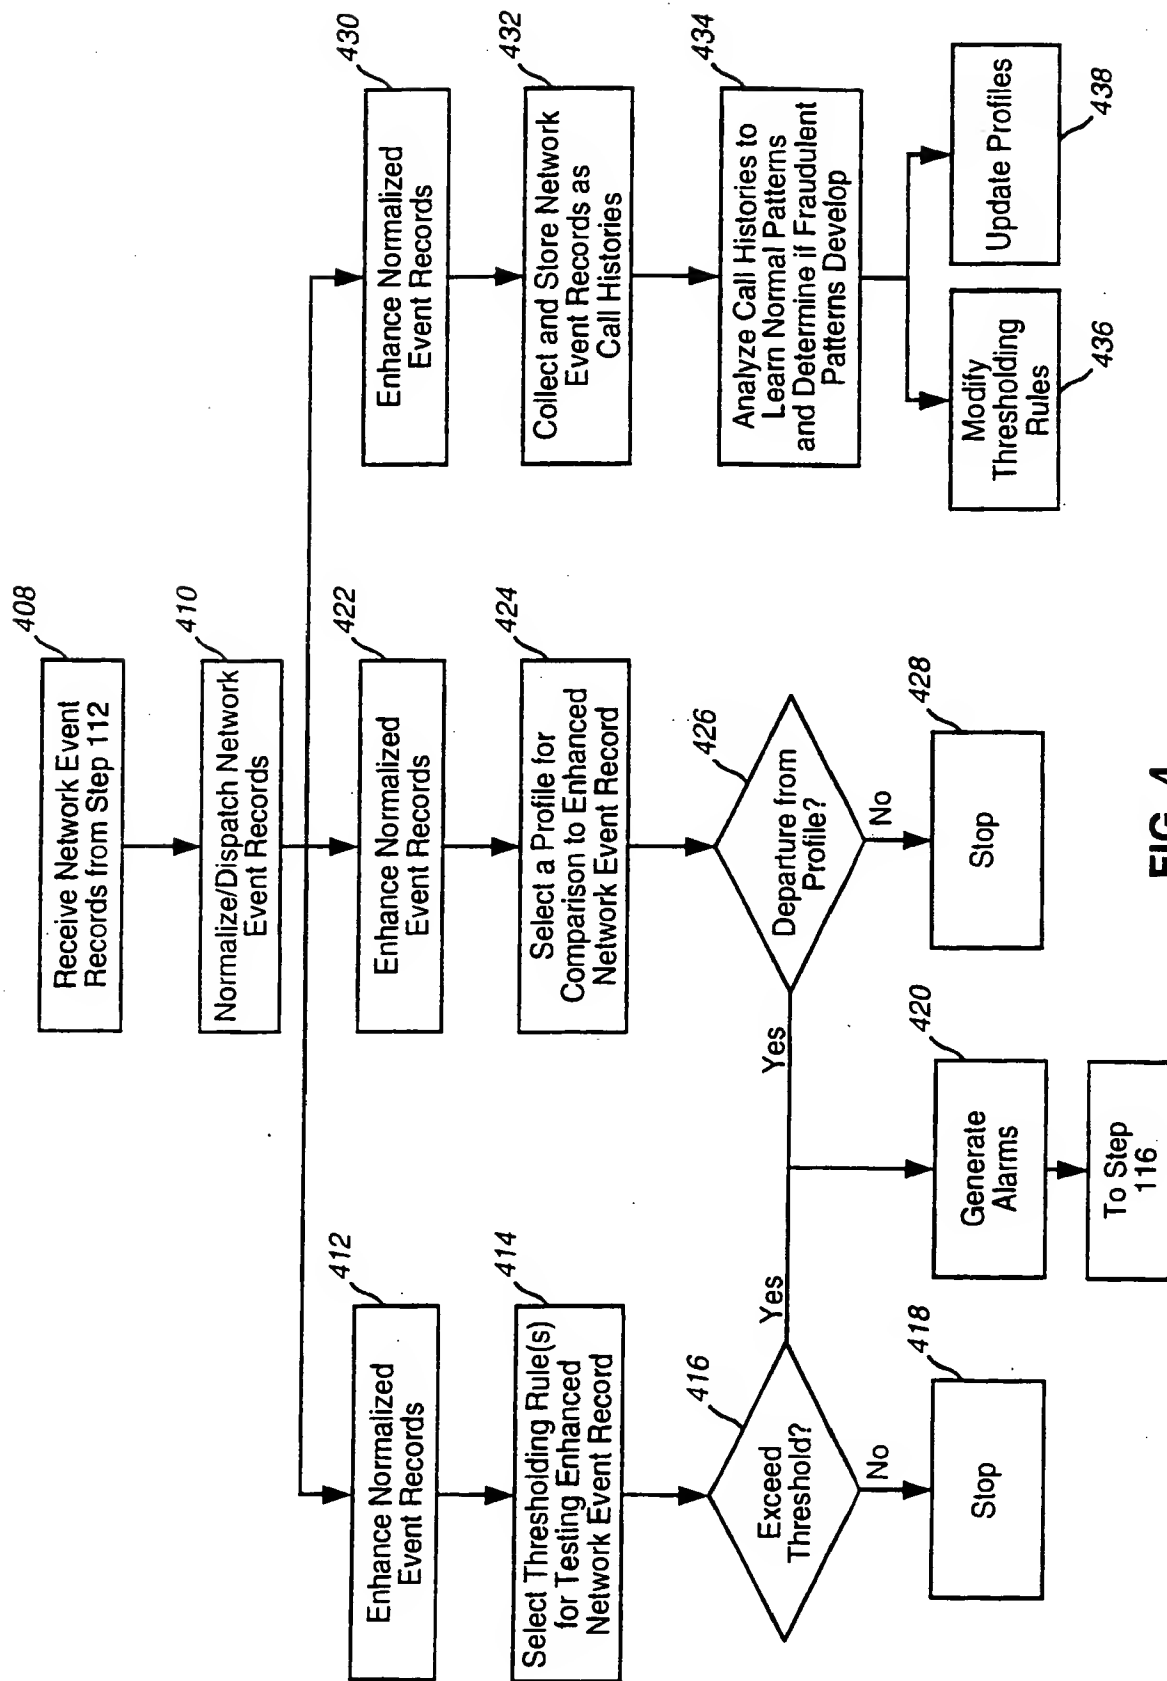 408
Receive Network Event
Records from Step 112
410
Normalize/Dispatch Network
Event Records
412
Enhance Normalized
Event Records
414
Select Thresholding Rule(s)
for Testing Enhanced
Network Event Record
416
Exceed
Threshold?
Yes
No
418
Stop
422
Enhance Normalized
Event Records
424
Select a Profile for
Comparison to Enhanced
Network Event Record
426
Departure from
Profile?
Yes
No
428
Stop
420
Generate
Alarms
To Step
116
430
Enhance Normalized
Event Records
432
Collect and Store Network
Event Records as
Call Histories
434
Analyze Call Histories to
Learn Normal Patterns
and Determine if Fraudulent
Patterns Develop
Modify
Thresholding
Rules
436
Update Profiles
438
FIG. 4